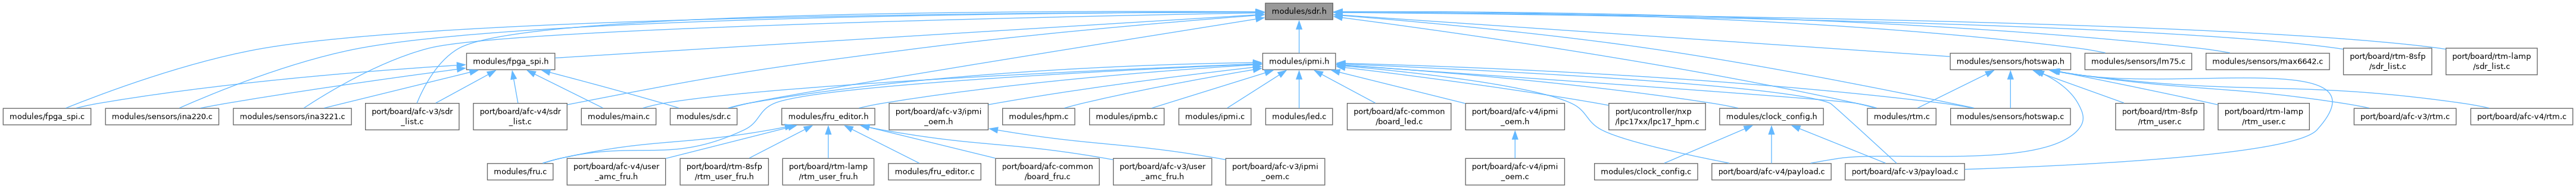 modules/sdr.h
modules/fpga_spi.h
modules/ipmi.h
modules/sensors/hotswap.h
modules/sensors/lm75.c
modules/sensors/max6642.c
port/board/rtm-8sfp
/sdr_list.c
port/board/rtm-lamp
/sdr_list.c
modules/fpga_spi.c
modules/sensors/ina220.c
modules/sensors/ina3221.c
port/board/afc-v3/sdr
_list.c
port/board/afc-v4/sdr
_list.c
modules/main.c
modules/sdr.c
modules/fru_editor.h
port/board/afc-v3/ipmi
_oem.h
modules/hpm.c
modules/ipmb.c
modules/ipmi.c
modules/led.c
port/board/afc-common
/board_led.c
port/board/afc-v4/ipmi
_oem.h
port/ucontroller/nxp
/lpc17xx/lpc17_hpm.c
modules/clock_config.h
modules/rtm.c
modules/sensors/hotswap.c
port/board/rtm-8sfp
/rtm_user.c
port/board/rtm-lamp
/rtm_user.c
port/board/afc-v3/rtm.c
port/board/afc-v4/rtm.c
modules/fru.c
port/board/afc-v4/user
_amc_fru.h
port/board/rtm-8sfp
/rtm_user_fru.h
port/board/rtm-lamp
/rtm_user_fru.h
modules/fru_editor.c
port/board/afc-common
/board_fru.c
port/board/afc-v3/user
_amc_fru.h
port/board/afc-v3/ipmi
_oem.c
port/board/afc-v4/ipmi
_oem.c
modules/clock_config.c
port/board/afc-v4/payload.c
port/board/afc-v3/payload.c